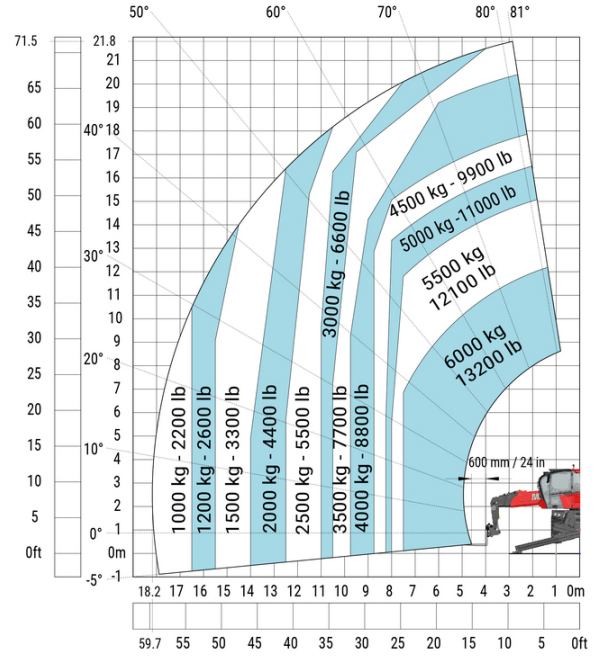 50° 60° 70° 80° 81°
71.5 21.8
21
65 20
19
60 40° 18
17
55 16
50 15
14
45 30° 13
40 12
11
35 10
30 9
20° 8
25 7
20 6
5
15 10° 4
10 3
2
5 0° 1
0ft 0m
-5° -1
1000 kg - 2200 lb
1200 kg - 2600 lb
1500 kg - 3300 lb
2000 kg - 4400 lb
2500 kg - 5500 lb
3000 kg - 6600 lb
3500 kg - 7700 lb
4000 kg - 8800 lb
4500 kg - 9900 lb
5000 kg -11000 lb
5500 kg
12100 lb
6000 kg
13200 lb
600 mm / 24 in
18.2 17 16 15 14 13 12 11 10 9 8 7 6 5 4 3 2 1 0m
59.7 55 50 45 40 35 30 25 20 15 10 5 0ft